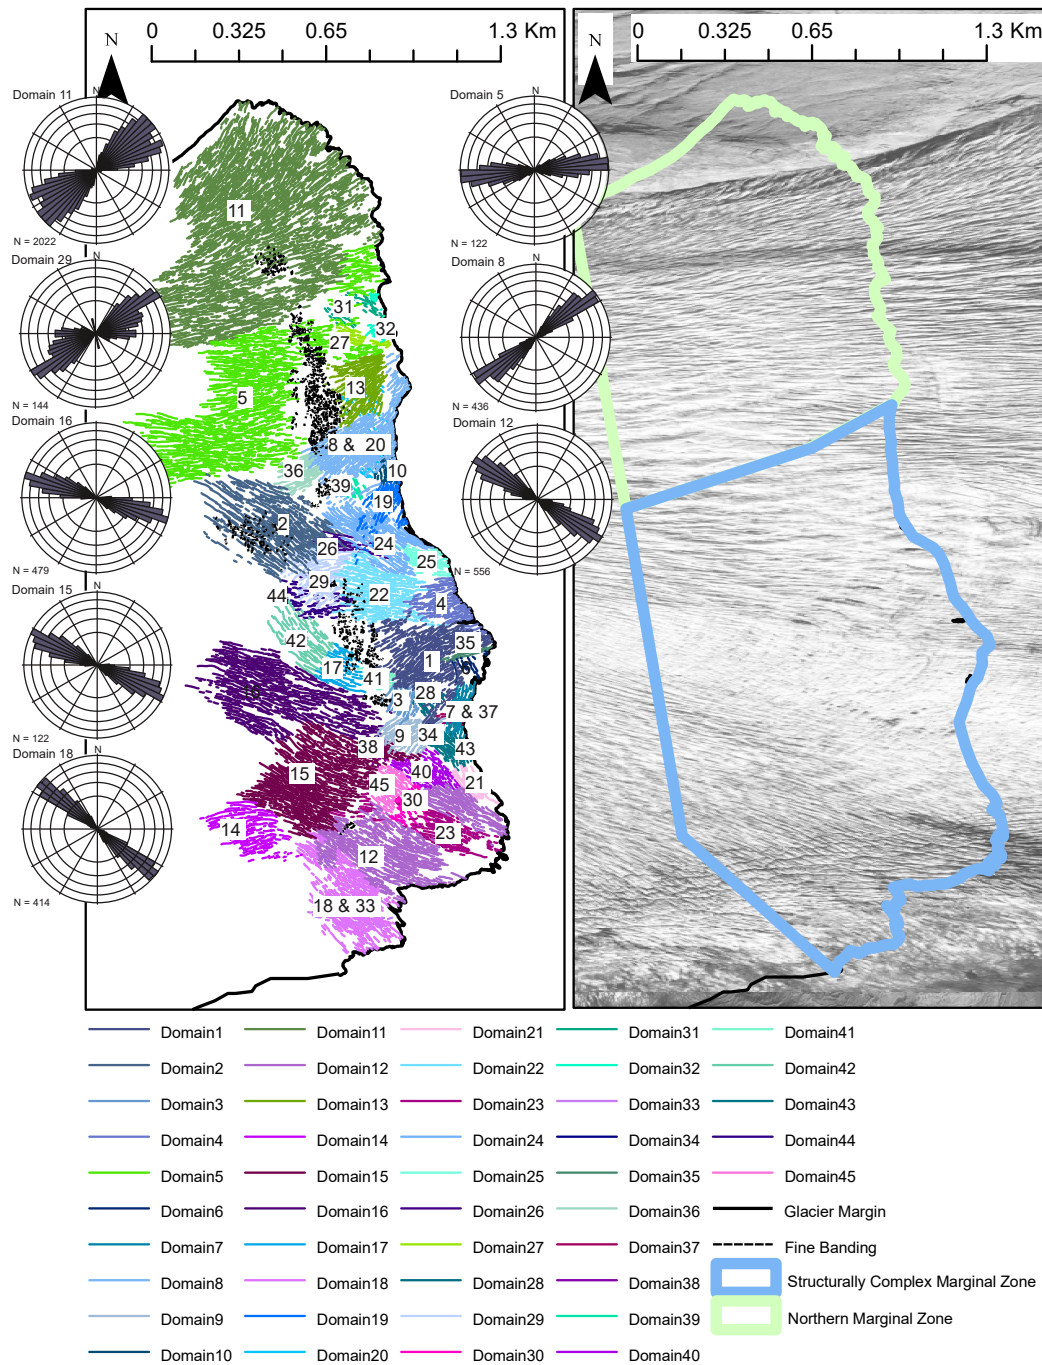 0 0.325 0.65 1.3 Km
N
0 0.325 0.65 1.3 Km
N
Domain 11
N
N = 2022
Domain 29
N
N = 144
Domain 16
N
N = 479
Domain 15
N
N = 122
Domain 18
N
N = 414
Domain 5
N
N = 122
Domain 8
N
N = 436
Domain 12
N
N = 556
11
31
32
27
5
13
8 & 20
36
10
39
19
2
26
24
25
29
44
22
4
42
35
1
17
6
41
16
3
28
7 & 37
9
34
38
43
15
40
21
45
30
14
23
12
18 & 33
Domain1
Domain2
Domain3
Domain4
Domain5
Domain6
Domain7
Domain8
Domain9
Domain10
Domain11
Domain12
Domain13
Domain14
Domain15
Domain16
Domain17
Domain18
Domain19
Domain20
Domain21
Domain22
Domain23
Domain24
Domain25
Domain26
Domain27
Domain28
Domain29
Domain30
Domain31
Domain32
Domain33
Domain34
Domain35
Domain36
Domain37
Domain38
Domain39
Domain40
Domain41
Domain42
Domain43
Domain44
Domain45
Glacier Margin
Fine Banding
Structurally Complex Marginal Zone
Northern Marginal Zone